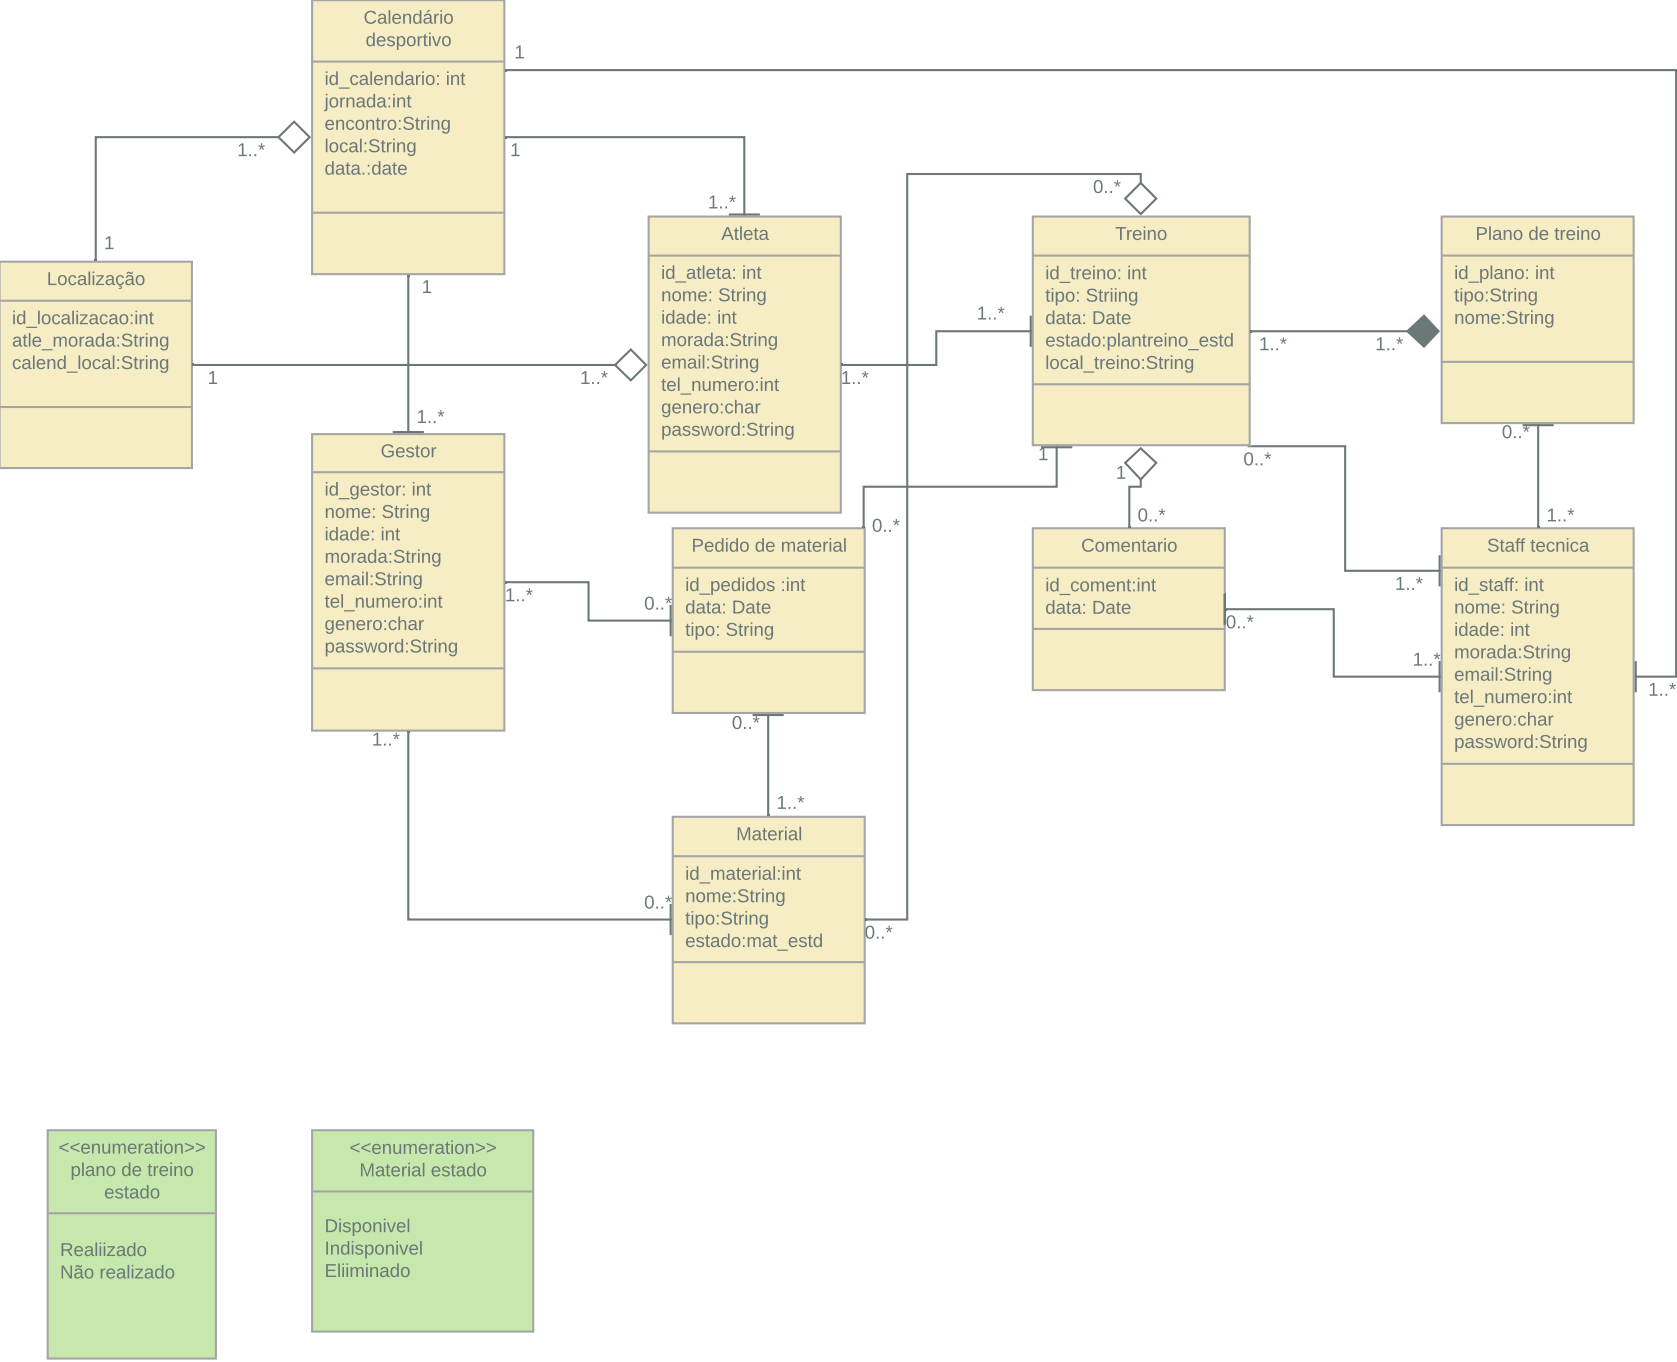 Calendário
desportivo
id_calendario: int
jornada:int
encontro:String
local:String
data.:date
1
1
1..*
1
1
1..*
1..*
Localização
id_localizacao:int
atle_morada:String
calend_local:String
1
1..*
Atleta
id_atleta: int
nome: String
idade: int
morada:String
email:String
tel_numero:int
genero:char
password:String
1..*
1..*
0..*
Treino
id_treino: int
tipo: Striing
data: Date
estado:plantreino_estd
local_treino:String
1..*
1..*
Plano de treino
id_plano: int
tipo:String
nome:String
0..*
1..*
1
1
0..*
0..*
0..*
Gestor
id_gestor: int
nome: String
idade: int
morada:String
email:String
tel_numero:int
genero:char
password:String
1..*
0..*
1..*
Pedido de material
id_pedidos :int
data: Date
tipo: String
0..*
1..*
Comentario
id_coment:int
data: Date
0..*
1..*
1..*
1..*
Staff tecnica
id_staff: int
nome: String
idade: int
morada:String
email:String
tel_numero:int
genero:char
password:String
0..*
Material
id_material:int
nome:String
tipo:String
estado:mat_estd
0..*
<<enumeration>>
plano de treino
estado
Realiizado
Não realizado
<<enumeration>>
Material estado
Disponivel
Indisponivel
Eliiminado